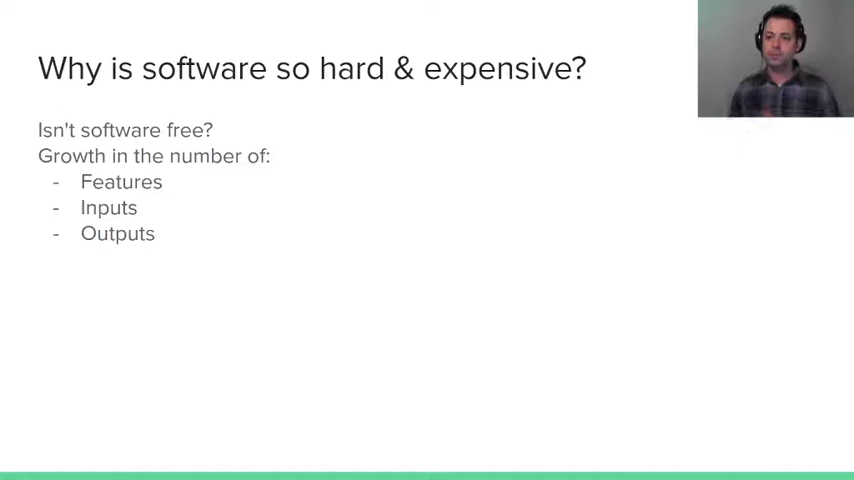 Why is software so hard & expensive?
Isn't software free?
Growth in the number of:
- Features
- Inputs
- Outputs